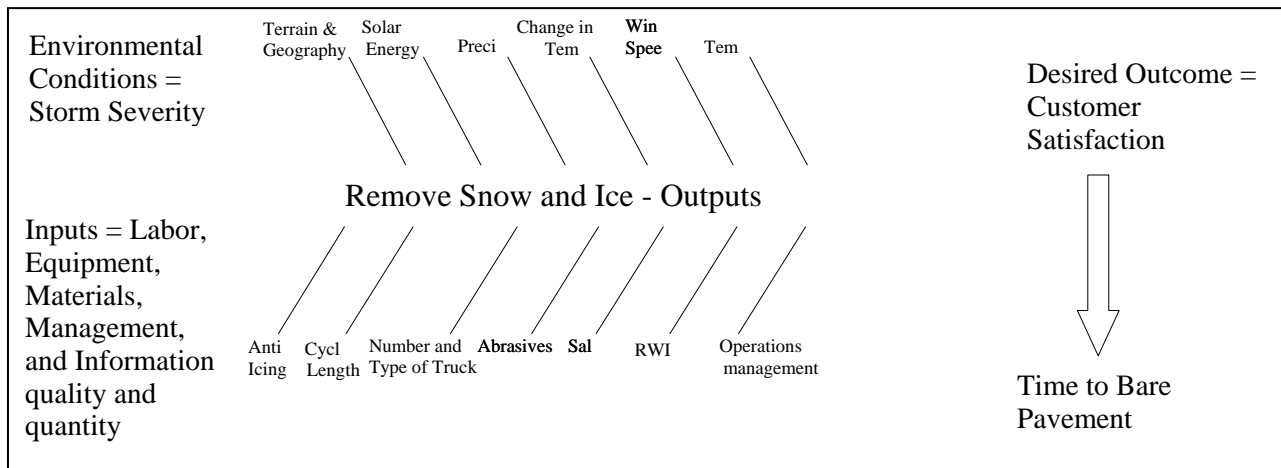 Environmental
Conditions =
Storm Severity
Terrain &
Geography
Solar
Energy
Preci
Change in
Tem
Win
Spee
Tem
Desired Outcome =
Customer
Satisfaction
Remove Snow and Ice - Outputs
Inputs = Labor,
Equipment,
Materials,
Management,
and Information
quality and
quantity
Anti
Icing
Cycl
Length
Number and
Type of Truck
Abrasives
Sal
RWI
Operations
management
Time to Bare
Pavement